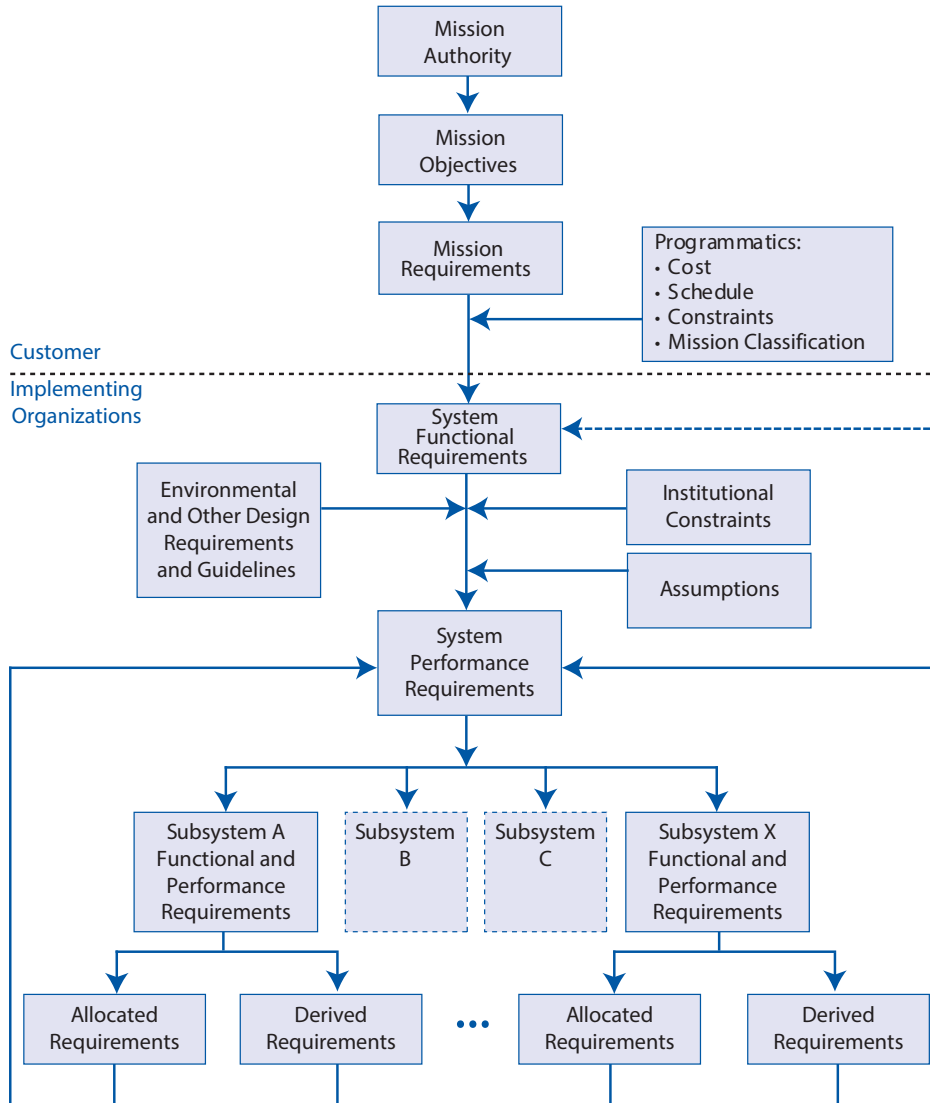 Mission
Authority
Mission
Objectives
Mission
Requirements
Programmatics:
• Cost
• Schedule
• Constraints
• Mission Classification
Customer
Implementing
Organizations
System
Functional
Requirements
Environmental
and Other Design
Requirements
and Guidelines
Institutional
Constraints
Assumptions
System
Performance
Requirements
Subsystem A
Functional and
Performance
Requirements
Subsystem
B
Subsystem
C
Subsystem X
Functional and
Performance
Requirements
Allocated
Requirements
Derived
Requirements
•••
Allocated
Requirements
Derived
Requirements